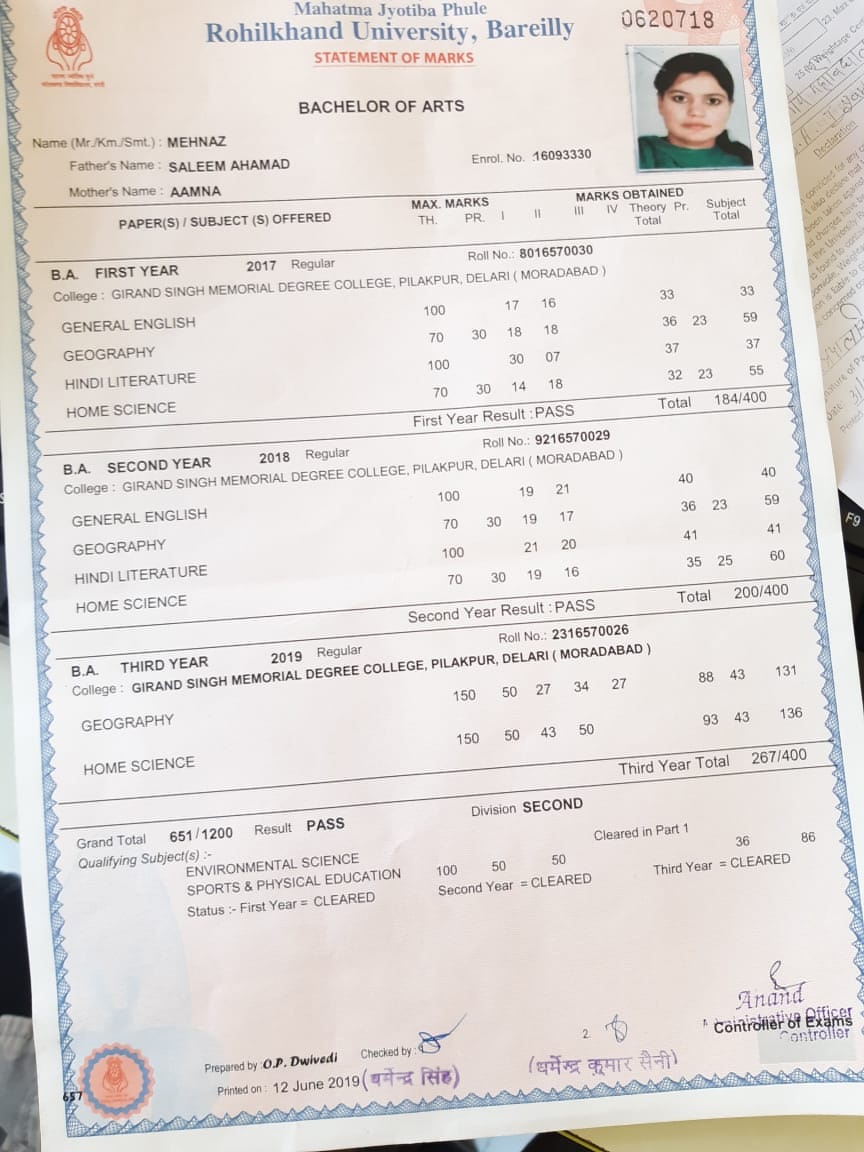 Mahatma Jyotiba Phule
Rohilkhand University, Bareilly
0620718
STATEMENT OF MARKS
BACHELOR OF ARTS
Name (Mr./Km./Smt.) : MEHNAZ
Father's Name : SALEEM AHAMAD
Enrol. No. :16093330
Mother's Name : AAMNA
PAPER(S) / SUBJECT (S) OFFERED MAX. MARKS MARKS OBTAINED Subject Total
TH. PR. I II III IV Theory Total Pr.
B.A. FIRST YEAR 2017 Regular Roll No.: 8016570030
College : GIRAND SINGH MEMORIAL DEGREE COLLEGE, PILAKPUR, DELARI ( MORADABAD )
GENERAL ENGLISH 100 17 16 33 33
GEOGRAPHY 70 30 18 18 36 23 59
HINDI LITERATURE 100 30 07 37 37
HOME SCIENCE 70 30 14 18 32 23 55
First Year Result : PASS Total 184/400
B.A. SECOND YEAR 2018 Regular Roll No.: 9216570029
College : GIRAND SINGH MEMORIAL DEGREE COLLEGE, PILAKPUR, DELARI ( MORADABAD )
GENERAL ENGLISH 100 19 21 40 40
GEOGRAPHY 70 30 19 17 36 23 59
HINDI LITERATURE 100 21 20 41 41
HOME SCIENCE 70 30 19 16 35 25 60
Second Year Result : PASS Total 200/400
B.A. THIRD YEAR 2019 Regular Roll No.: 2316570026
College : GIRAND SINGH MEMORIAL DEGREE COLLEGE, PILAKPUR, DELARI ( MORADABAD )
GEOGRAPHY 150 50 27 34 27 88 43 131
HOME SCIENCE 150 50 43 50 93 43 136
Third Year Total 267/400
Grand Total 651/1200 Result PASS Division SECOND
Qualifying Subject(s) :-
ENVIRONMENTAL SCIENCE Cleared in Part 1
SPORTS & PHYSICAL EDUCATION 100 50 50 36 86
Status :- First Year = CLEARED Second Year = CLEARED Third Year = CLEARED
Anand
Administrative Officer
Controller of Exams
Controller
Prepared by : O.P. Dwivedi Checked by :
Printed on : 12 June 2019 (धर्मेन्द्र सिंह) (धर्मेन्द्र कुमार सैनी)
657
F9
Declaration